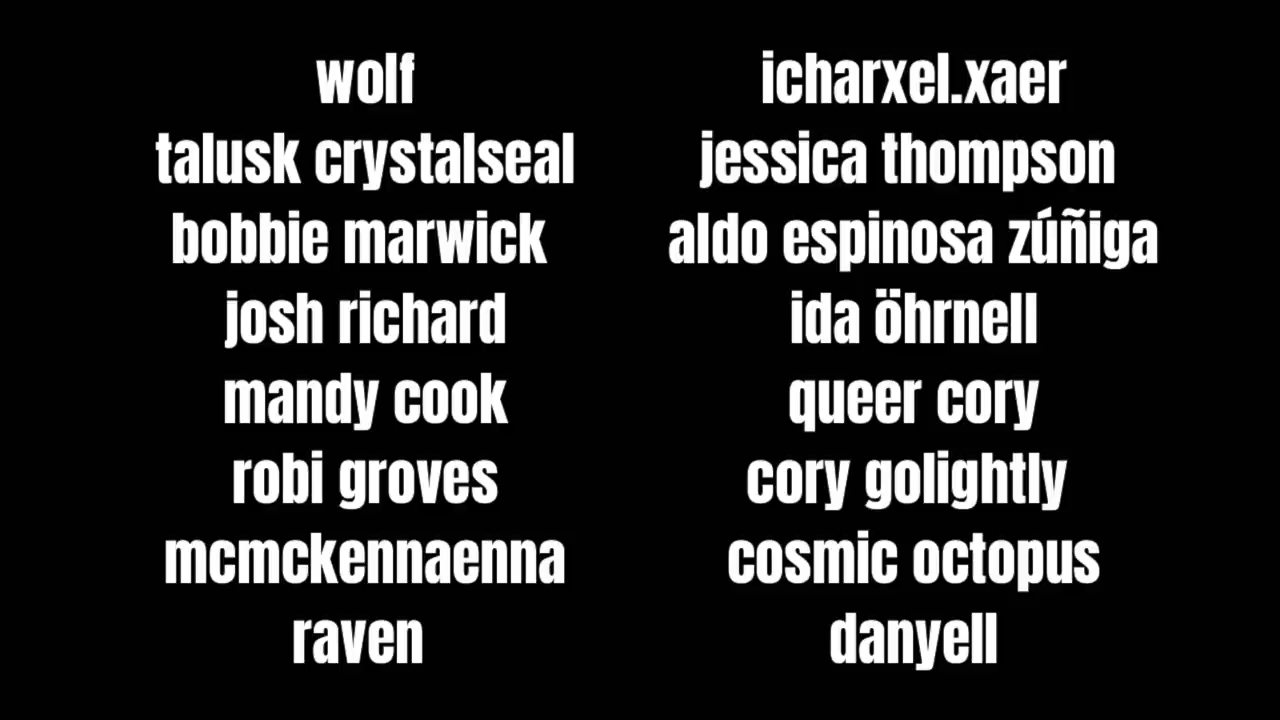 wolf
talusk crystalseal
bobbie marwick
josh richard
mandy cook
robi groves
mcmckennaenna
raven
icharxel.xaer
jessica thompson
aldo espinosa zúñiga
ida öhrnell
queer cory
cory golightly
cosmic octopus
danyell